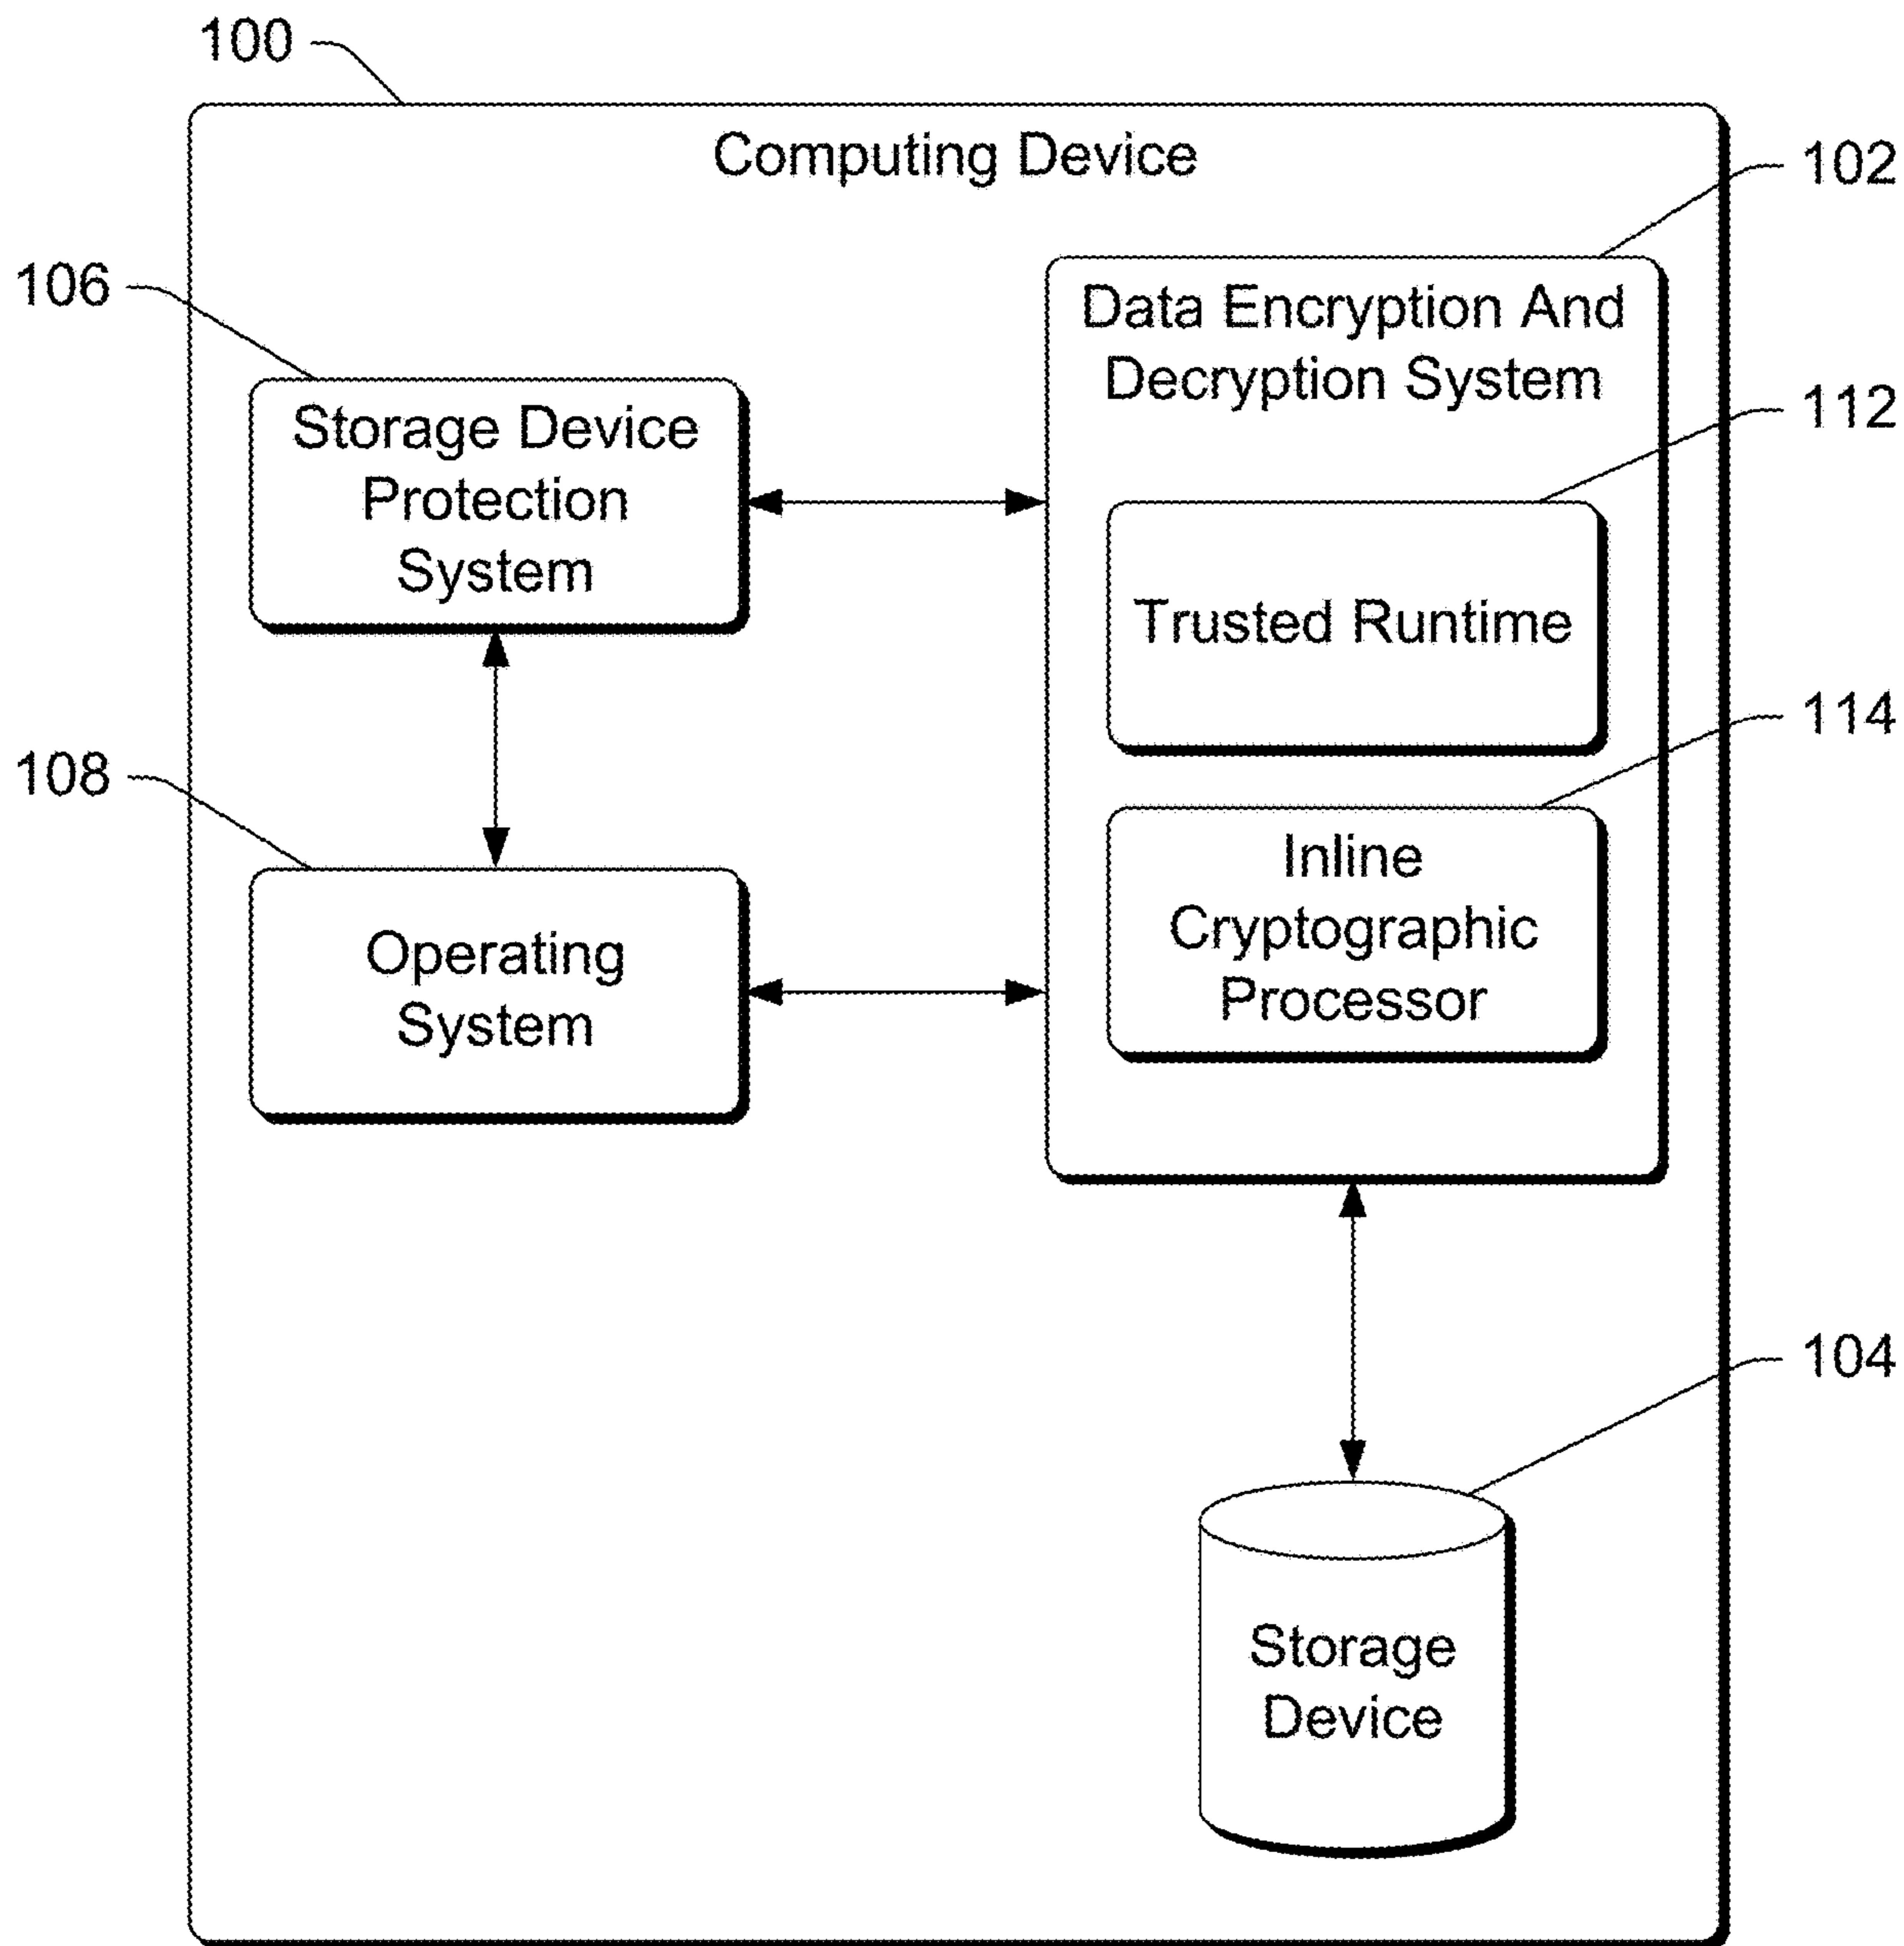 100
Computing Device
102
106
Data Encryption And
Decryption System
112
Storage Device
Protection
System
Trusted Runtime
114
108
Inline
Cryptographic
Processor
Operating
System
104
Storage
Device